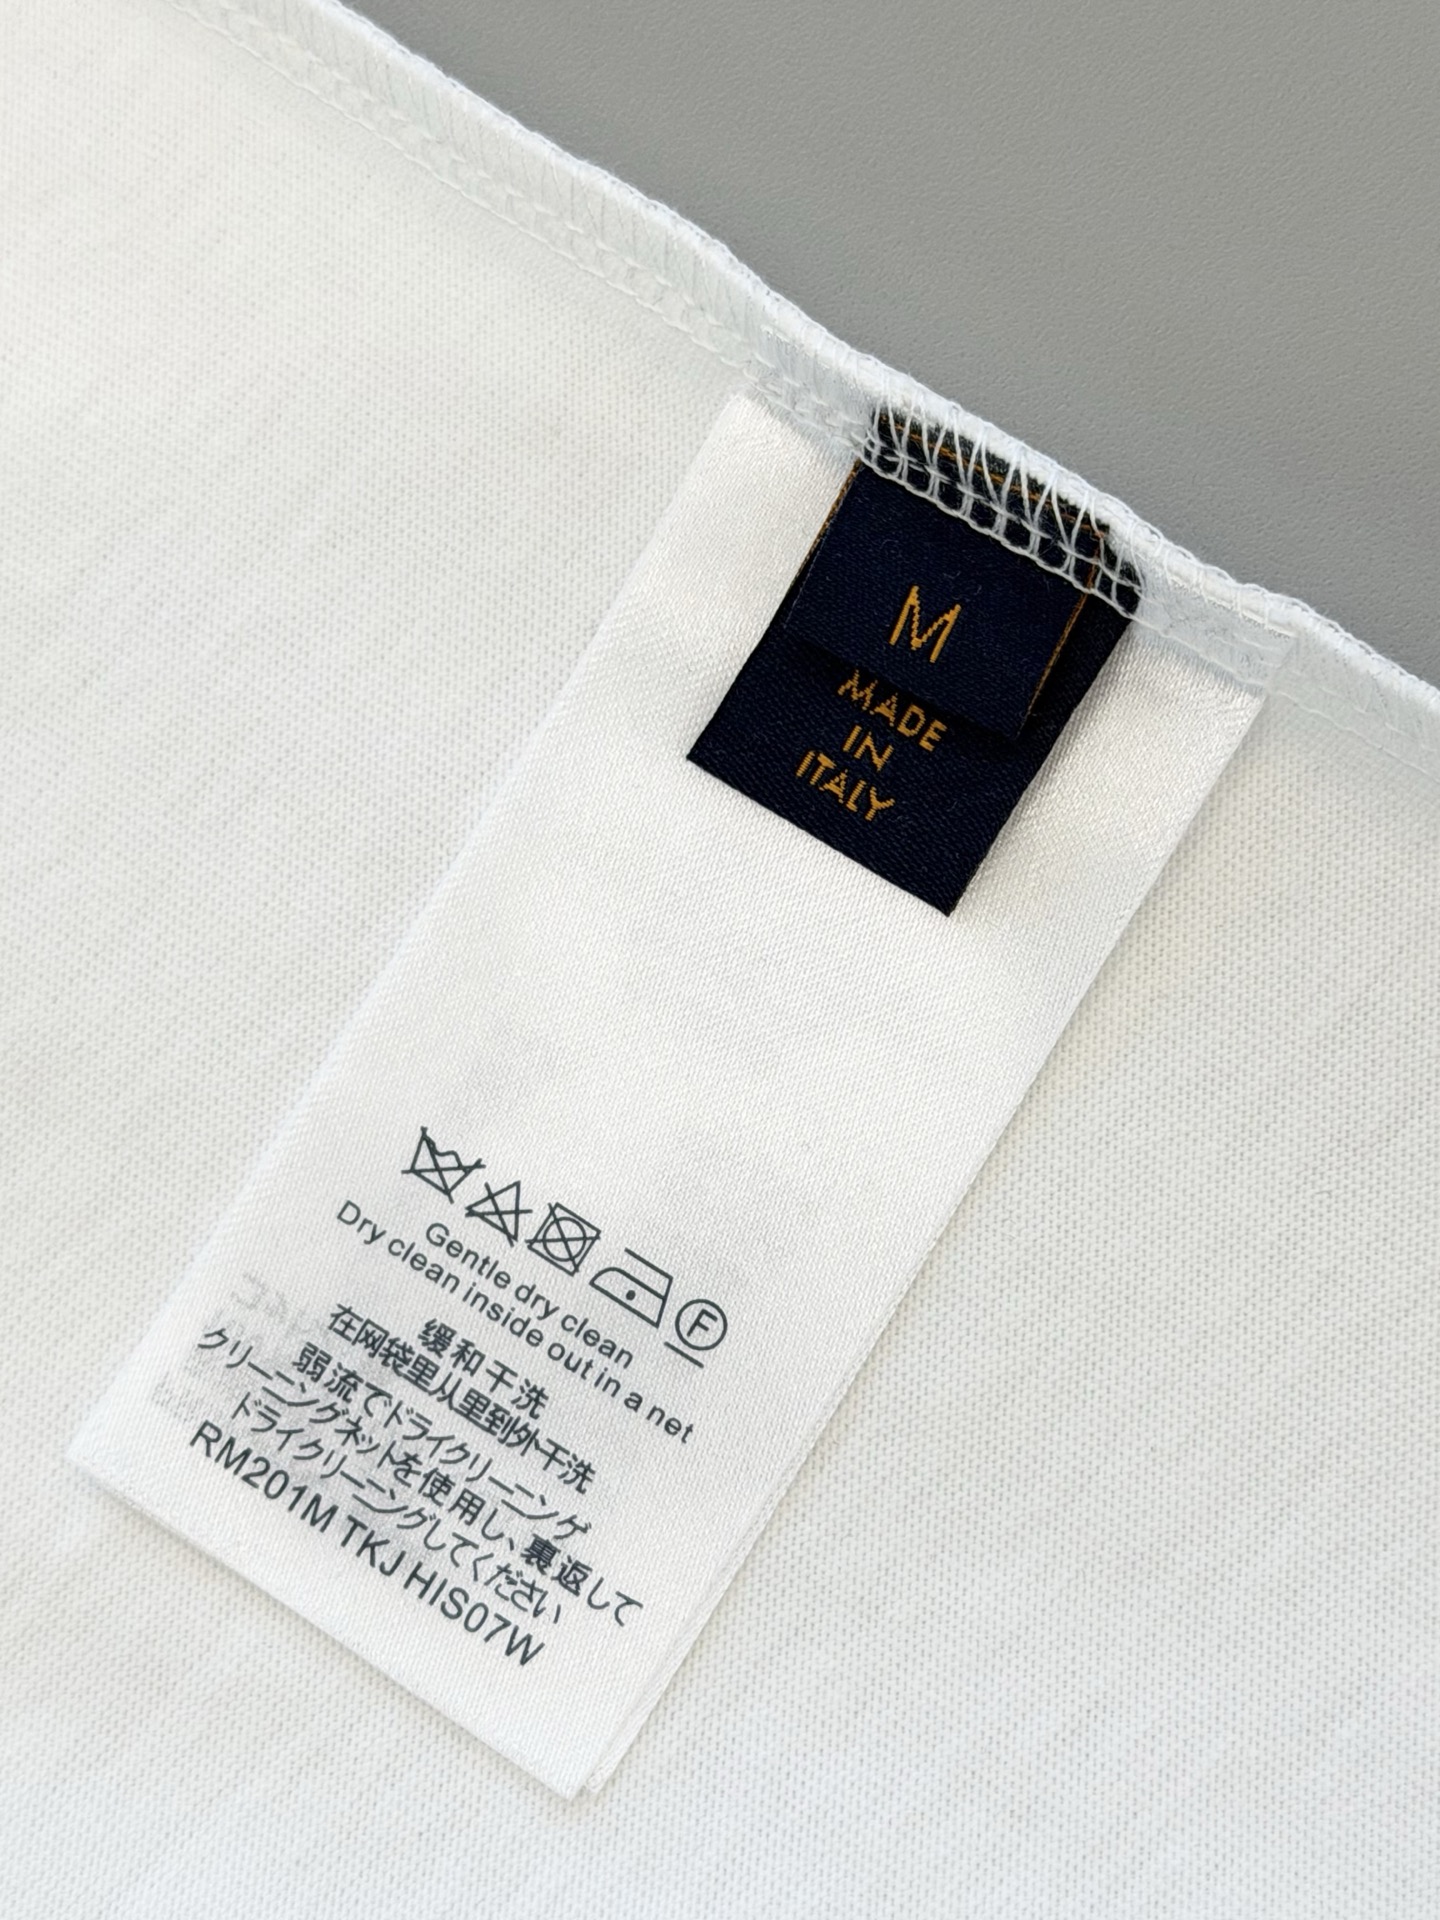 M
MADE
IN
ITALY
F
Gentle dry clean
Dry clean inside out in a net
缓和干洗
在网袋里从里到外干洗
弱流でドライクリーニング
クリーニングネットを使用し、裏返して
ドライクリーニングしてください
RM201M TKJ HIS07W